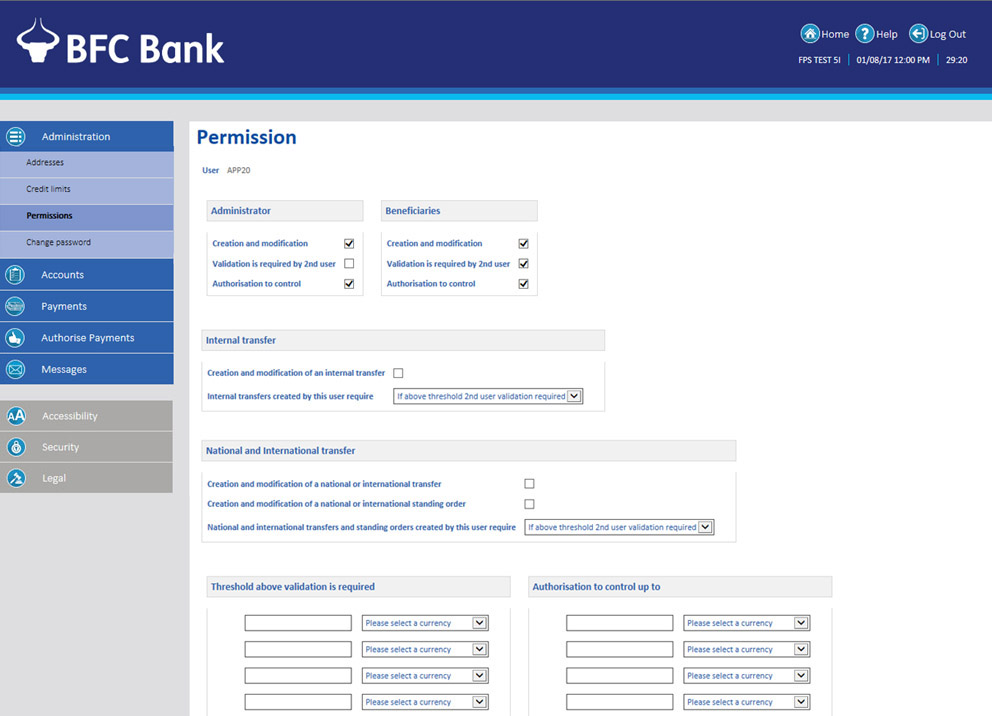 BFC Bank
Home Help Log Out
FPS TEST 5I 01/08/17 12:00 PM 29:20
Administration
Addresses
Credit limits
Permissions
Change password
Accounts
Payments
Authorise Payments
Messages
AA Accessibility
Security
Legal
Permission
User APP20
Administrator
Creation and modification
Validation is required by 2nd user
Authorisation to control
Beneficiaries
Creation and modification
Validation is required by 2nd user
Authorisation to control
Internal transfer
Creation and modification of an internal transfer
Internal transfers created by this user require If above threshold 2nd user validation required
National and International transfer
Creation and modification of a national or international transfer
Creation and modification of a national or international standing order
National and international transfers and standing orders created by this user require If above threshold 2nd user validation required
Threshold above validation is required
Please select a currency
Please select a currency
Please select a currency
Please select a currency
Authorisation to control up to
Please select a currency
Please select a currency
Please select a currency
Please select a currency